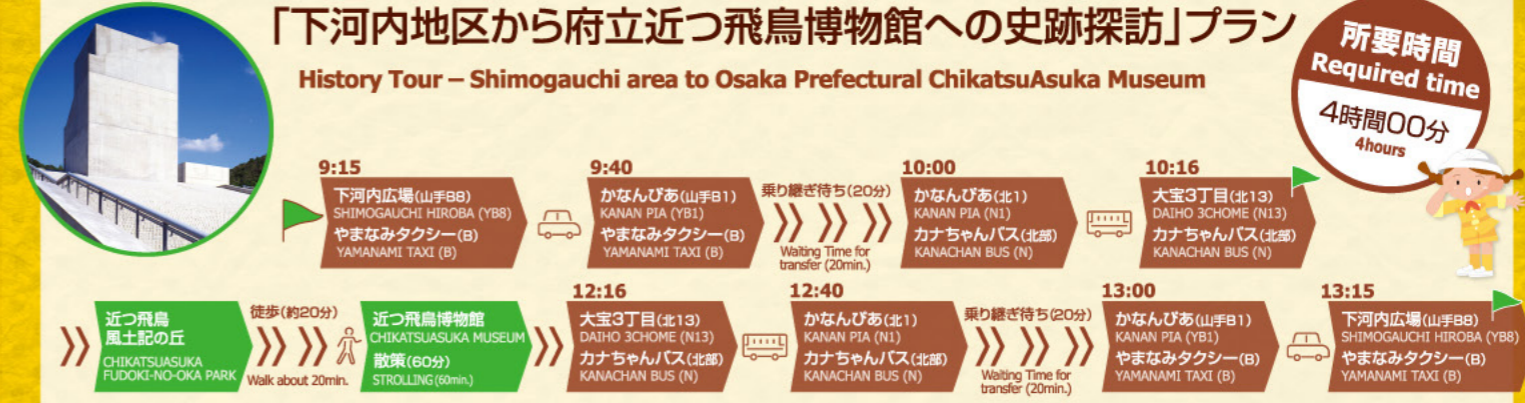 「下河内地区から府立近つ飛鳥博物館への史跡探訪」プラン
History Tour – Shimogauchi area to Osaka Prefectural ChikatsuAsuka Museum
所要時間
Required time
4時間00分
4hours
9:15
下河内広場(山手B8)
SHIMOGAUCHI HIROBA (YB8)
やまなみタクシー(B)
YAMANAMI TAXI (B)
9:40
かなんぴあ(山手B1)
KANAN PIA (YB1)
やまなみタクシー(B)
YAMANAMI TAXI (B)
乗り継ぎ待ち(20分)
Waiting Time for
transfer (20min.)
10:00
かなんぴあ(北1)
KANAN PIA (N1)
カナちゃんバス(北部)
KANACHAN BUS (N)
10:16
大宝3丁目(北13)
DAIHO 3CHOME (N13)
カナちゃんバス(北部)
KANACHAN BUS (N)
近つ飛鳥
風土記の丘
CHIKATSUASUKA
FUDOKI-NO-OKA PARK
徒歩(約20分)
Walk about 20min.
近つ飛鳥博物館
CHIKATSUASUKA MUSEUM
散策(60分)
STROLLING (60min.)
12:16
大宝3丁目(北13)
DAIHO 3CHOME (N13)
カナちゃんバス(北部)
KANACHAN BUS (N)
12:40
かなんぴあ(北1)
KANAN PIA (N1)
カナちゃんバス(北部)
KANACHAN BUS (N)
乗り継ぎ待ち(20分)
Waiting Time for
transfer (20min.)
13:00
かなんぴあ(山手B1)
KANAN PIA (YB1)
やまなみタクシー(B)
YAMANAMI TAXI (B)
13:15
下河内広場(山手B8)
SHIMOGAUCHI HIROBA (YB8)
やまなみタクシー(B)
YAMANAMI TAXI (B)